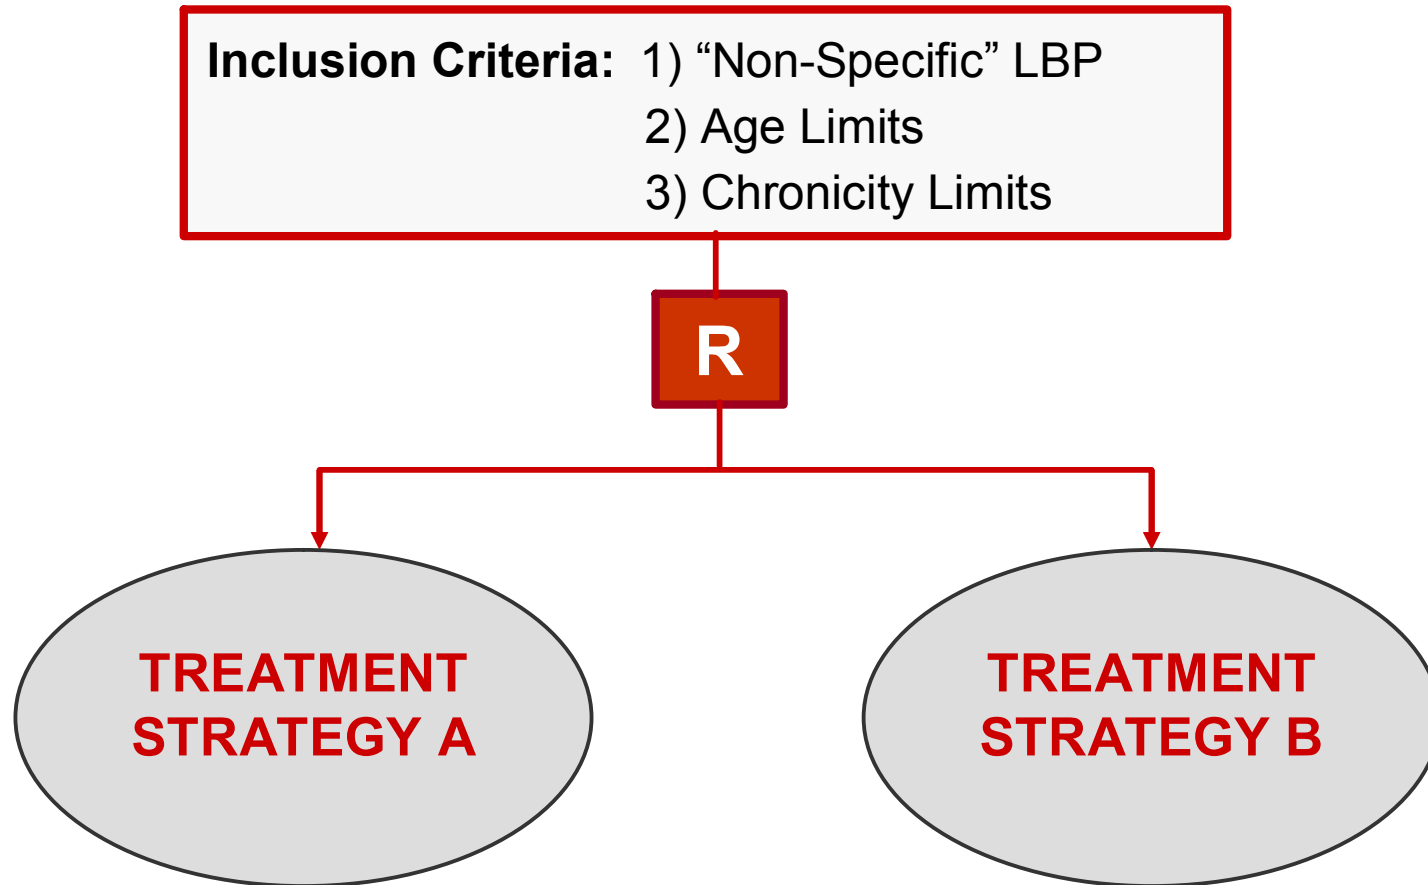 Inclusion Criteria: 1) “Non-Specific” LBP
2) Age Limits
3) Chronicity Limits
R
TREATMENT
STRATEGY A
TREATMENT
STRATEGY B